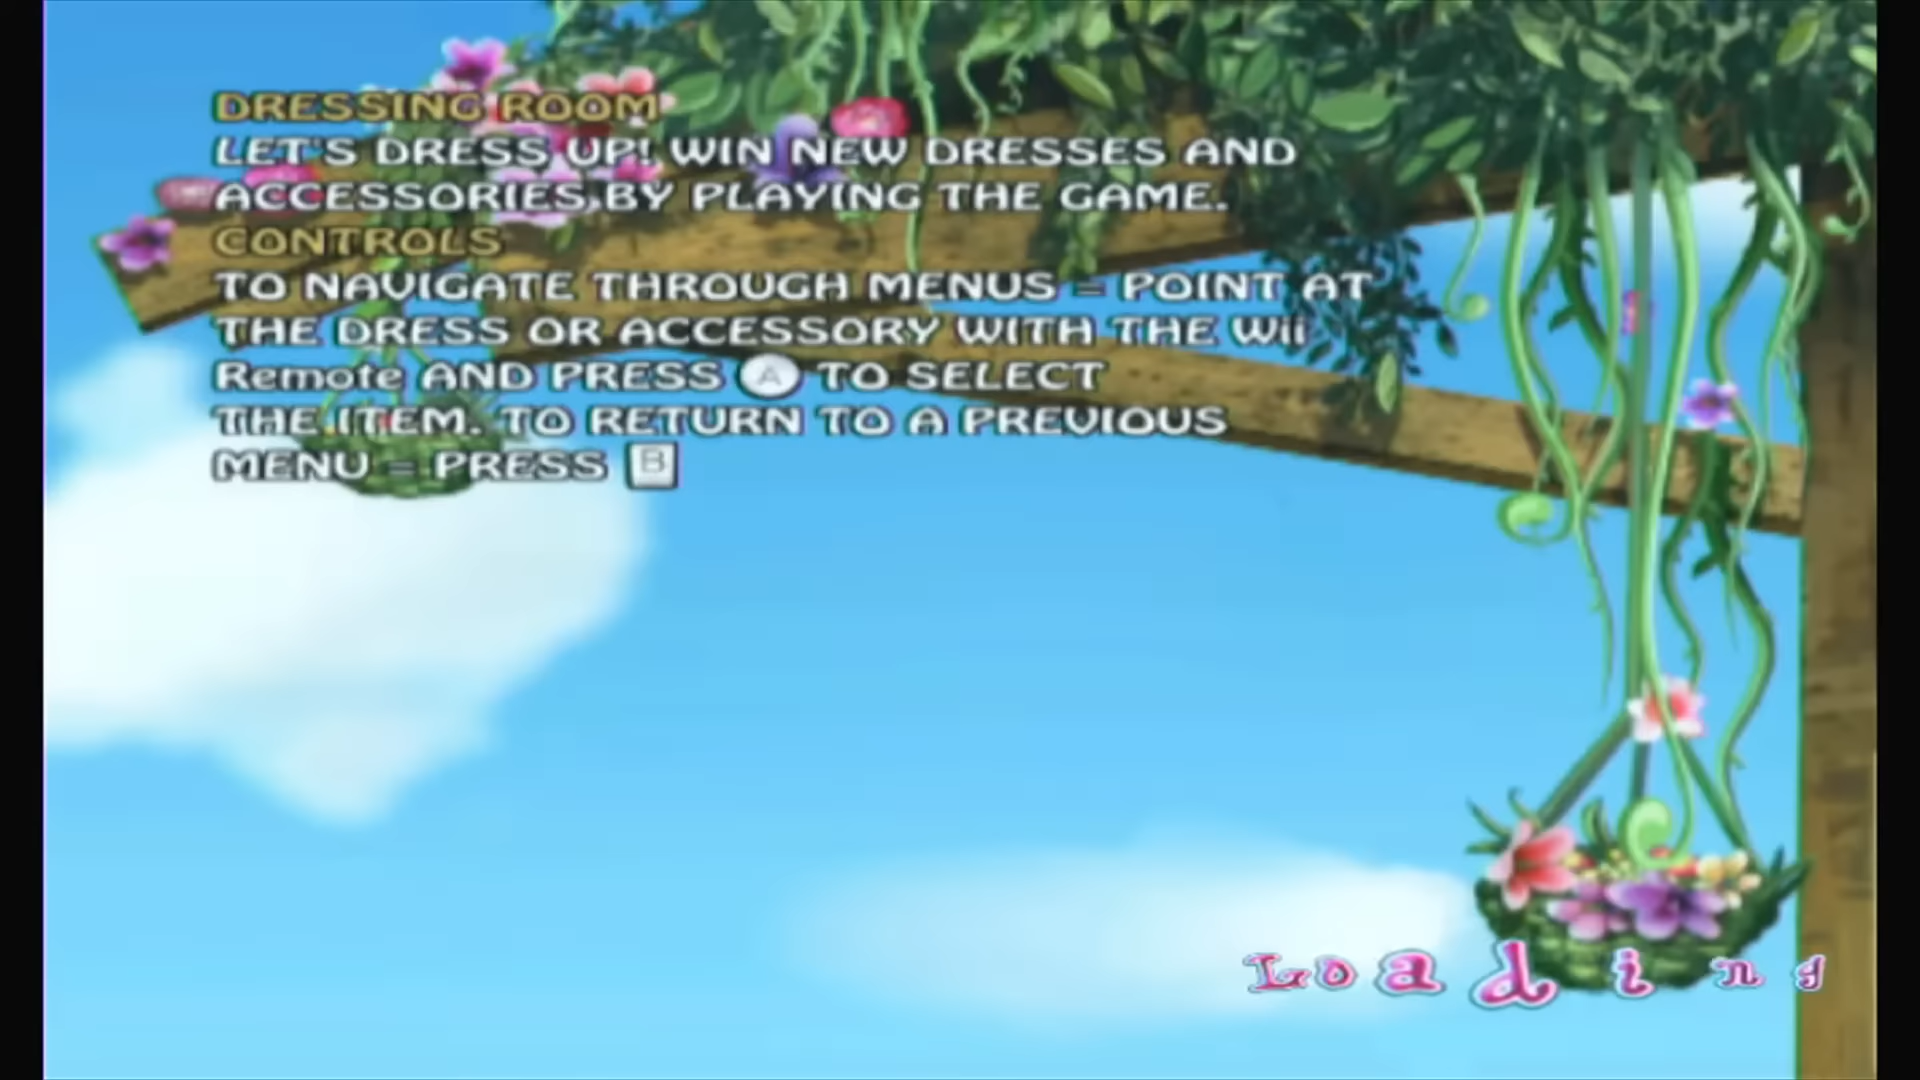 DRESSING ROOM
LET'S DRESS UP! WIN NEW DRESSES AND
ACCESSORIES BY PLAYING THE GAME.
CONTROLS
TO NAVIGATE THROUGH MENUS = POINT AT
THE DRESS OR ACCESSORY WITH THE Wii
Remote AND PRESS A TO SELECT
THE ITEM. TO RETURN TO A PREVIOUS
MENU = PRESS B
Loading